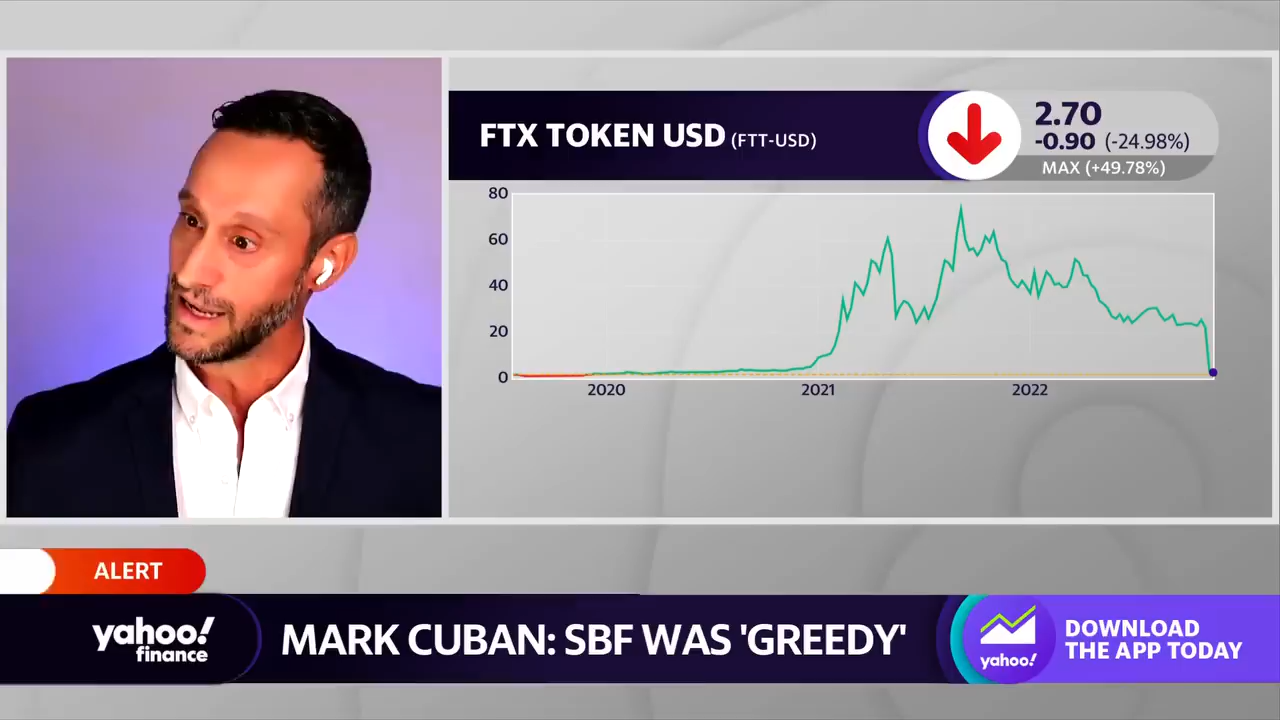 FTX TOKEN USD (FTT-USD)
2.70
-0.90 (-24.98%)
MAX (+49.78%)
80
60
40
20
0
2020 2021 2022
ALERT
yahoo!
finance
MARK CUBAN: SBF WAS 'GREEDY'
yahoo!
DOWNLOAD
THE APP TODAY